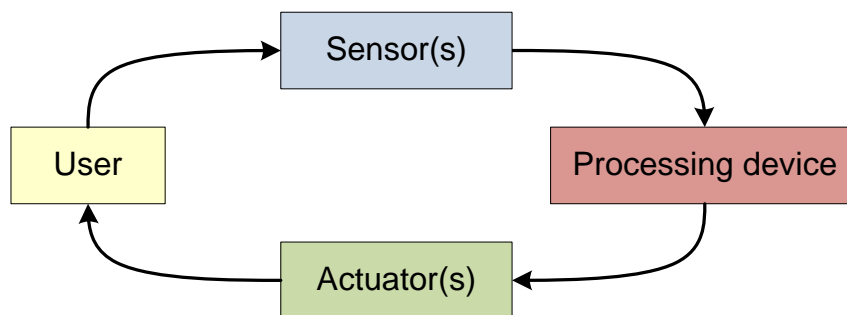 Sensor(s)
User
Processing device
Actuator(s)